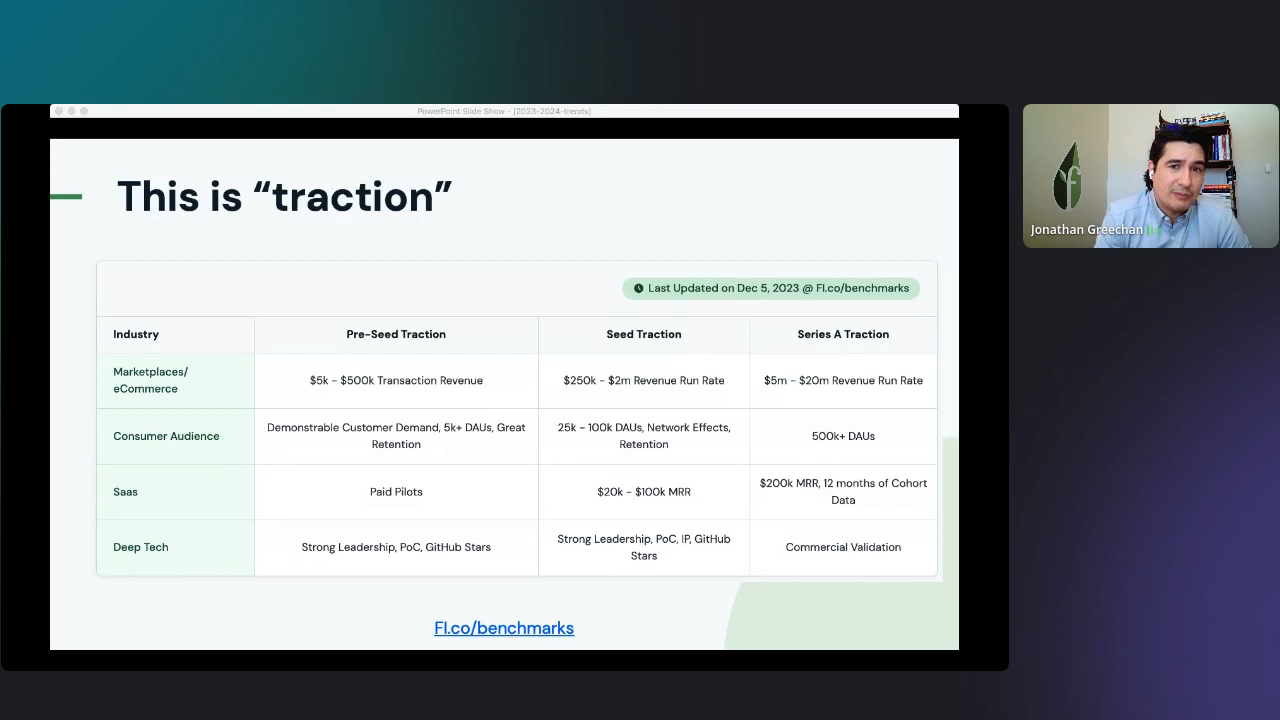 PowerPoint Slide Show - [2023-2024-trends]
This is “traction”
Last Updated on Dec 5, 2023 @ FI.co/benchmarks
Industry
Pre-Seed Traction
Seed Traction
Series A Traction
Marketplaces/
eCommerce
$5k - $500k Transaction Revenue
$250k - $2m Revenue Run Rate
$5m - $20m Revenue Run Rate
Consumer Audience
Demonstrable Customer Demand, 5k+ DAUs, Great
Retention
25k - 100k DAUs, Network Effects,
Retention
500k+ DAUs
Saas
Paid Pilots
$20k - $100k MRR
$200k MRR, 12 months of Cohort
Data
Deep Tech
Strong Leadership, PoC, GitHub Stars
Strong Leadership, PoC, IP, GitHub
Stars
Commercial Validation
FI.co/benchmarks
Jonathan Greechan